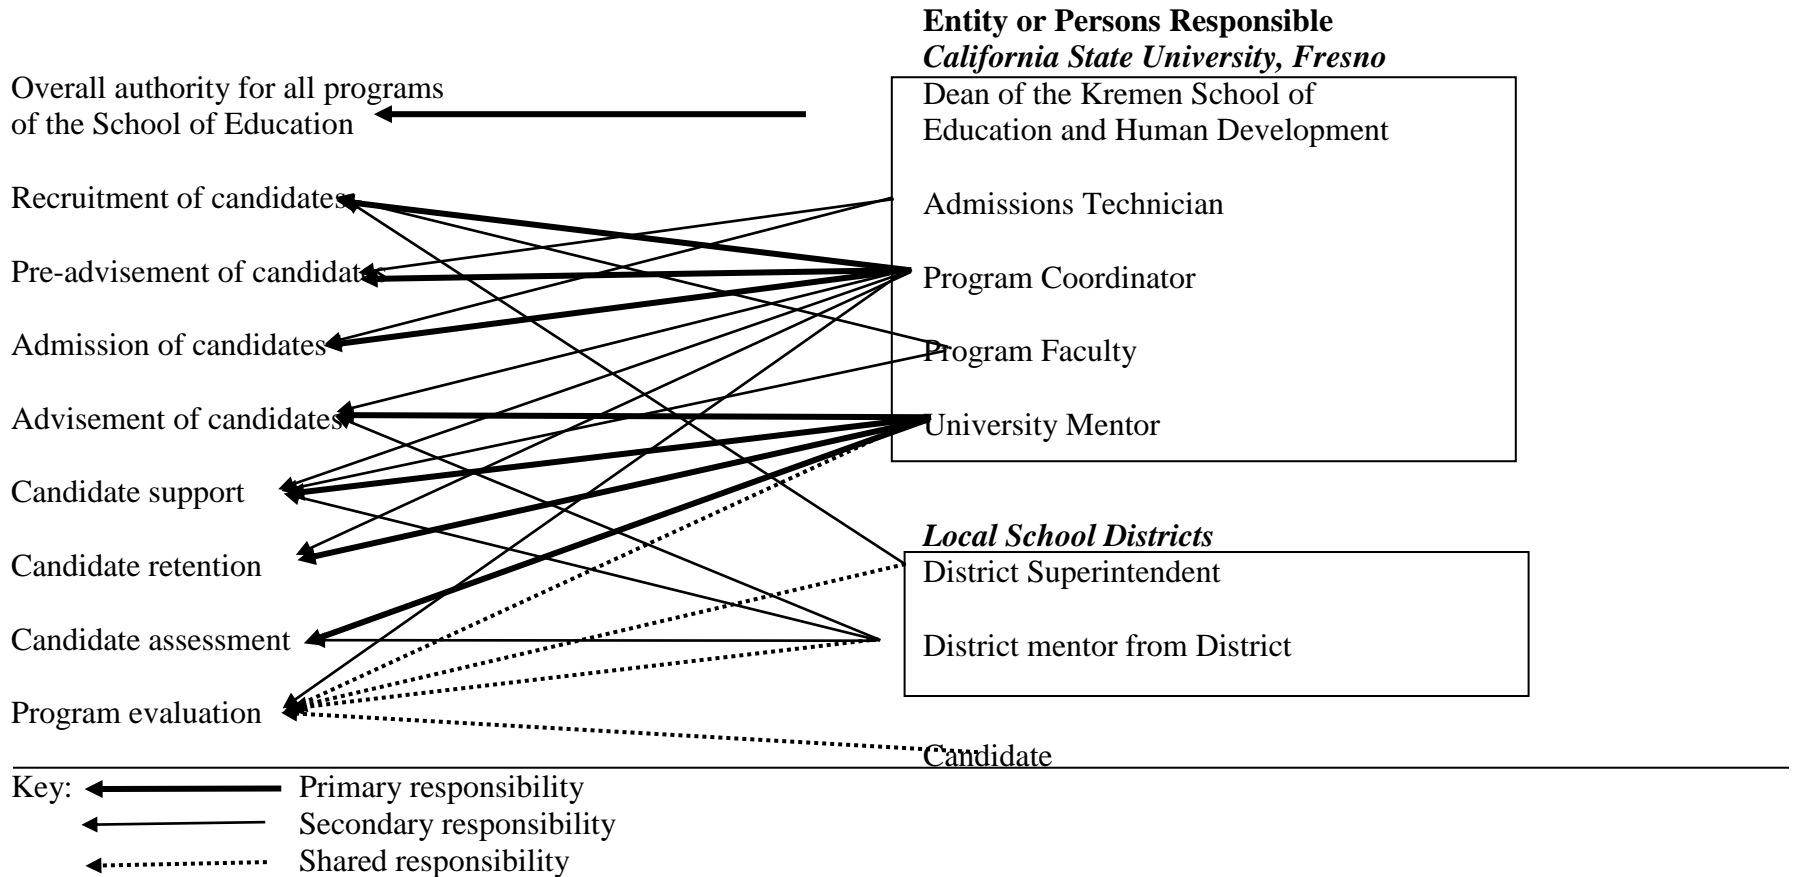 Entity or Persons Responsible
California State University, Fresno
Overall authority for all programs
of the School of Education
Dean of the Kremen School of
Education and Human Development
Recruitment of candidates
Admissions Technician
Pre-advisement of candidates
Program Coordinator
Admission of candidates
Program Faculty
Advisement of candidates
University Mentor
Candidate support
Local School Districts
Candidate retention
District Superintendent
Candidate assessment
District mentor from District
Program evaluation
Candidate
Key:
Primary responsibility
Secondary responsibility
Shared responsibility